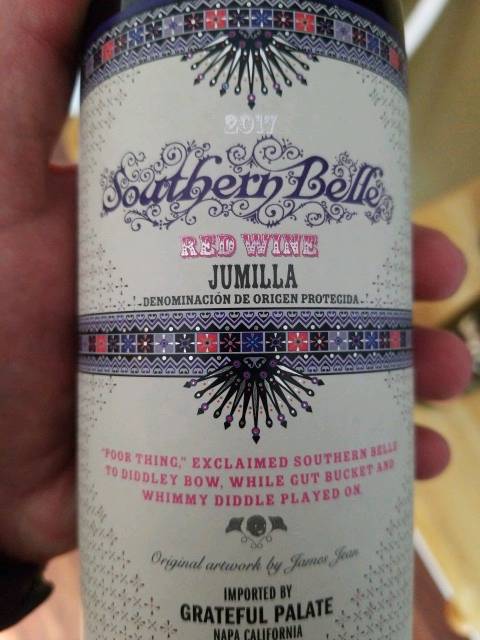 2017
Southern Belle
RED WINE
JUMILLA
DENOMINACIÓN DE ORIGEN PROTEGIDA
"POOR THING," EXCLAIMED SOUTHERN BELLE
TO DIDDLEY BOW, WHILE GUT BUCKET AND
WHIMMY DIDDLE PLAYED ON.
Original artwork by James Jean
IMPORTED BY
GRATEFUL PALATE
NAPA CALIFORNIA